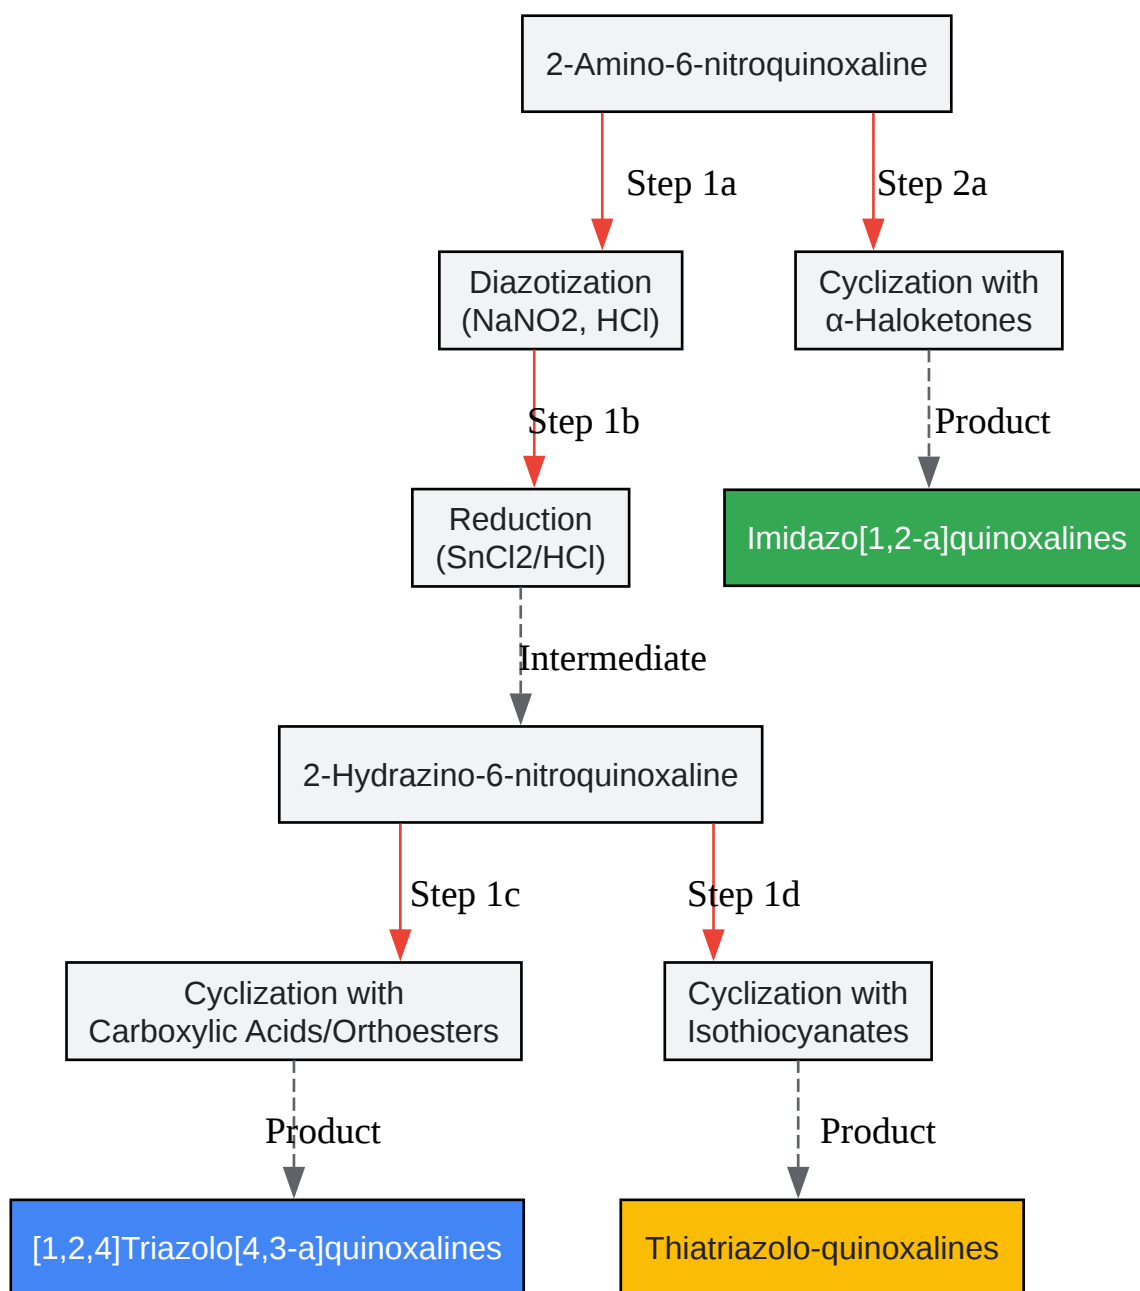 2-Amino-6-nitroquinoxaline
Step 1a
Step 2a
Diazotization
(NaNO2, HCl)
Cyclization with
α-Haloketones
Step 1b
Product
Reduction
(SnCl2/HCl)
Imidazo[1,2-a]quinoxalines
Intermediate
2-Hydrazino-6-nitroquinoxaline
Step 1c
Step 1d
Cyclization with
Carboxylic Acids/Orthoesters
Cyclization with
Isothiocyanates
Product
Product
[1,2,4]Triazolo[4,3-a]quinoxalines
Thiatriazolo-quinoxalines